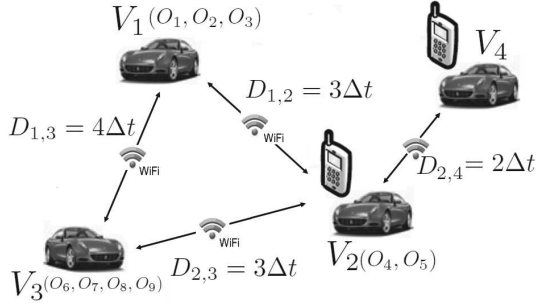 V₁(O₁, O₂, O₃)
V₄
D₁,₂ = 3Δt
D₁,₃ = 4Δt
WiFi
WiFi
D₂,₄ = 2Δt
WiFi
V₂(O₄, O₅)
V₃(O₆, O₇, O₈, O₉)
D₂,₃ = 3Δt